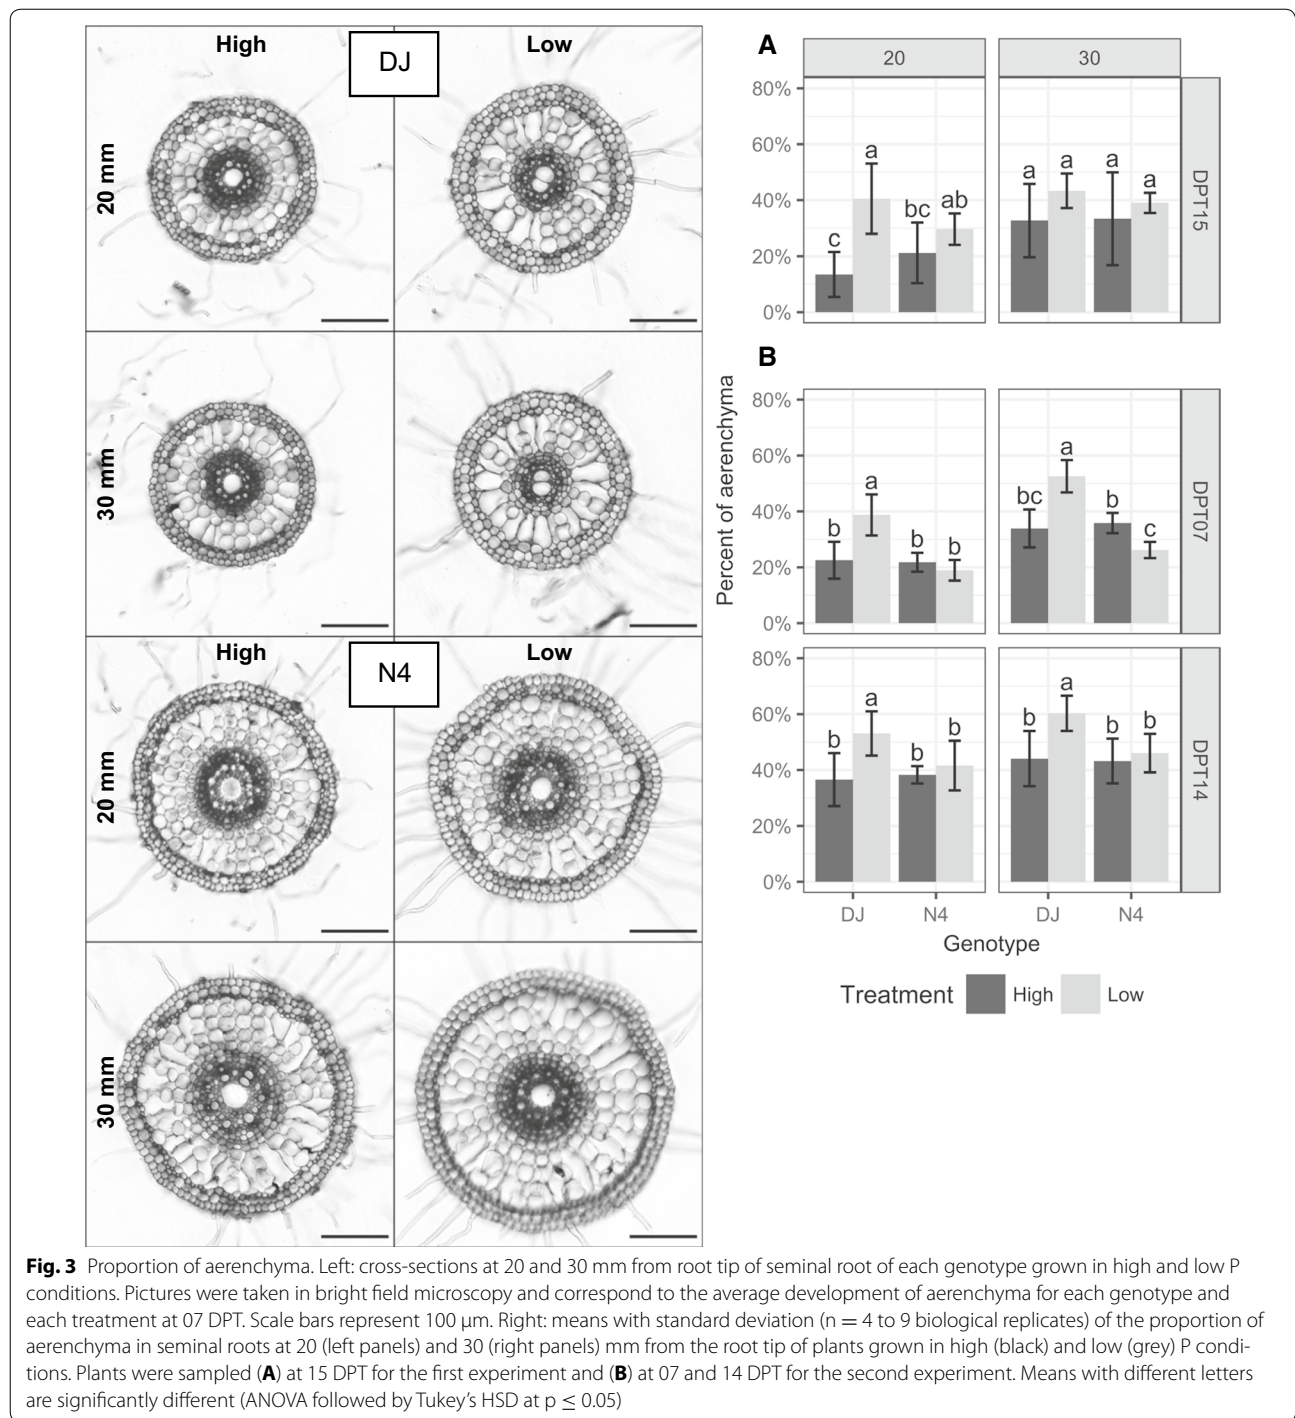 High
DJ
Low
20 mm
30 mm
High
N4
Low
20 mm
30 mm
A
20
30
80%
60%
40%
20%
0%
c
a
bc
ab
a
a
a
a
DPT15
B
Percent of aerenchyma
80%
60%
40%
20%
0%
b
a
b
b
bc
a
b
c
DPT07
80%
60%
40%
20%
0%
b
a
b
b
b
a
b
b
DPT14
DJ
N4
DJ
N4
Genotype
Treatment
High
Low
Fig. 3 Proportion of aerenchyma. Left: cross-sections at 20 and 30 mm from root tip of seminal root of each genotype grown in high and low P
conditions. Pictures were taken in bright field microscopy and correspond to the average development of aerenchyma for each genotype and
each treatment at 07 DPT. Scale bars represent 100 µm. Right: means with standard deviation (n = 4 to 9 biological replicates) of the proportion of
aerenchyma in seminal roots at 20 (left panels) and 30 (right panels) mm from the root tip of plants grown in high (black) and low (grey) P condi-
tions. Plants were sampled (A) at 15 DPT for the first experiment and (B) at 07 and 14 DPT for the second experiment. Means with different letters
are significantly different (ANOVA followed by Tukey's HSD at p ≤ 0.05)